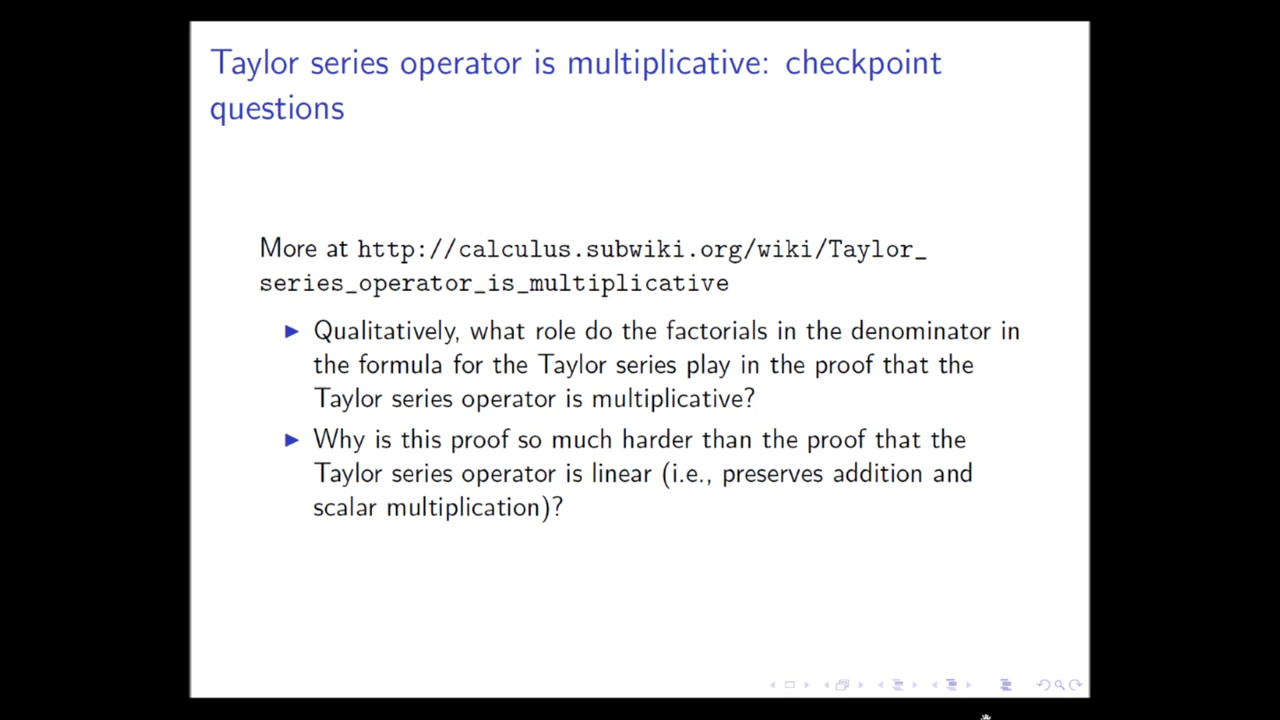 Taylor series operator is multiplicative: checkpoint
questions
More at http://calculus.subwiki.org/wiki/Taylor_
series_operator_is_multiplicative
Qualitatively, what role do the factorials in the denominator in
the formula for the Taylor series play in the proof that the
Taylor series operator is multiplicative?
Why is this proof so much harder than the proof that the
Taylor series operator is linear (i.e., preserves addition and
scalar multiplication)?